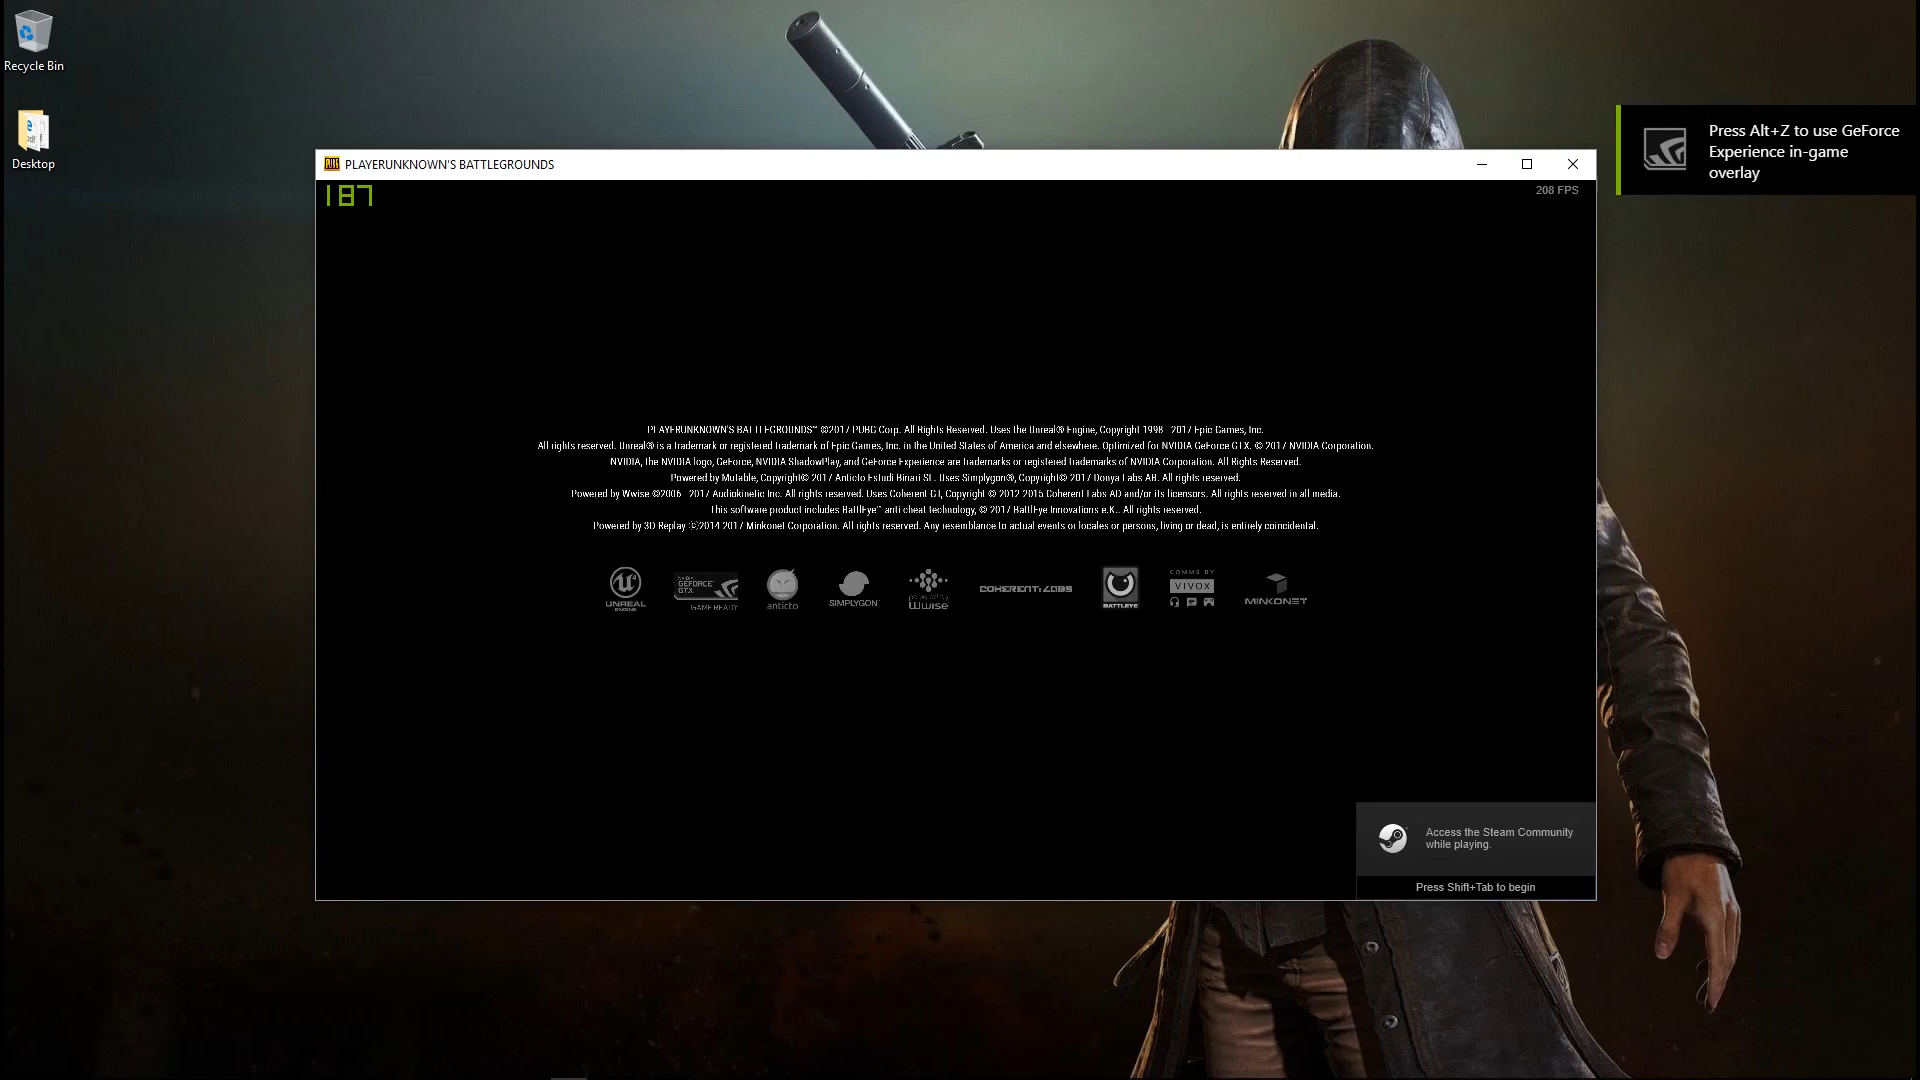 Recycle Bin
Desktop
Press Alt+Z to use GeForce
Experience in-game
overlay
PLAYERUNKNOWN'S BATTLEGROUNDS
187
208 FPS
PLAYERUNKNOWN'S BATTLEGROUNDS™ ©2017 PUBG Corp. All Rights Reserved. Uses the Unreal® Engine, Copyright 1998 - 2017 Epic Games, Inc.
All rights reserved. Unreal® is a trademark or registered trademark of Epic Games, Inc. in the United States of America and elsewhere. Optimized for NVIDIA GeForce GTX. © 2017 NVIDIA Corporation.
NVIDIA, the NVIDIA logo, GeForce, NVIDIA ShadowPlay, and GeForce Experience are trademarks or registered trademarks of NVIDIA Corporation. All Rights Reserved.
Powered by Mutable, Copyright© 2017 Anticto Estudi Binari SL. Uses Simplygon®, Copyright© 2017 Donya Labs AB. All rights reserved.
Powered by Wwise ©2006 - 2017 Audiokinetic Inc. All rights reserved. Uses Coherent GT, Copyright © 2012-2015 Coherent Labs AD and/or its licensors. All rights reserved in all media.
This software product includes BattlEye™ anti cheat technology, © 2017 BattlEye Innovations e.K.. All rights reserved.
Powered by 3D Replay ©2014-2017 Minkonet Corporation. All rights reserved. Any resemblance to actual events or locales or persons, living or dead, is entirely coincidental.
UNREAL
ENGINE
NVIDIA
GEFORCE
GTX
GAME READY
anticto
SIMPLYGON
powered by
Wwise
COHERENT:LABS
BATTLEYE
COMMS BY
VIVOX
MINKONET
Access the Steam Community
while playing.
Press Shift+Tab to begin